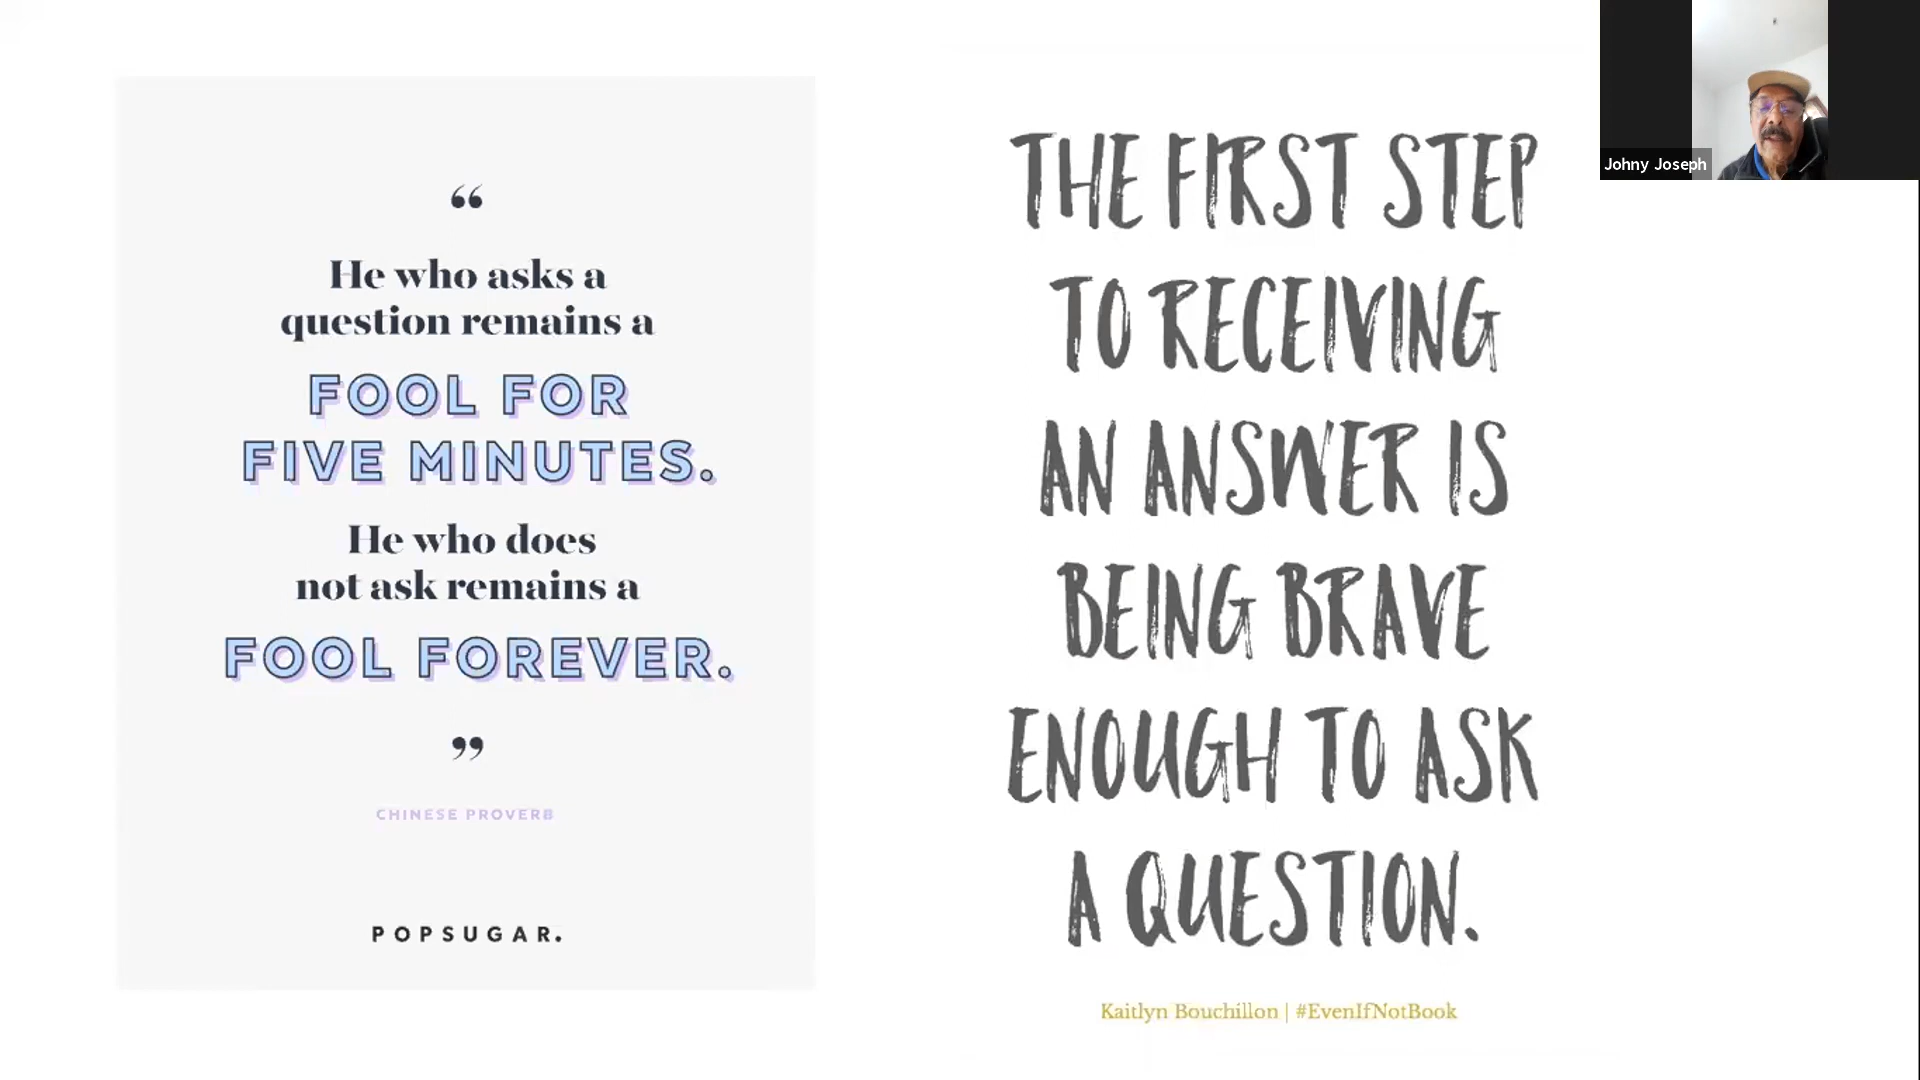 “
He who asks a
question remains a
FOOL FOR
FIVE MINUTES.
He who does
not ask remains a
FOOL FOREVER.
”
CHINESE PROVERB
POPSUGAR.
THE FIRST STEP
TO RECEIVING
AN ANSWER IS
BEING BRAVE
ENOUGH TO ASK
A QUESTION.
Kaitlyn Bouchillon | #EvenIfNotBook
Johny Joseph